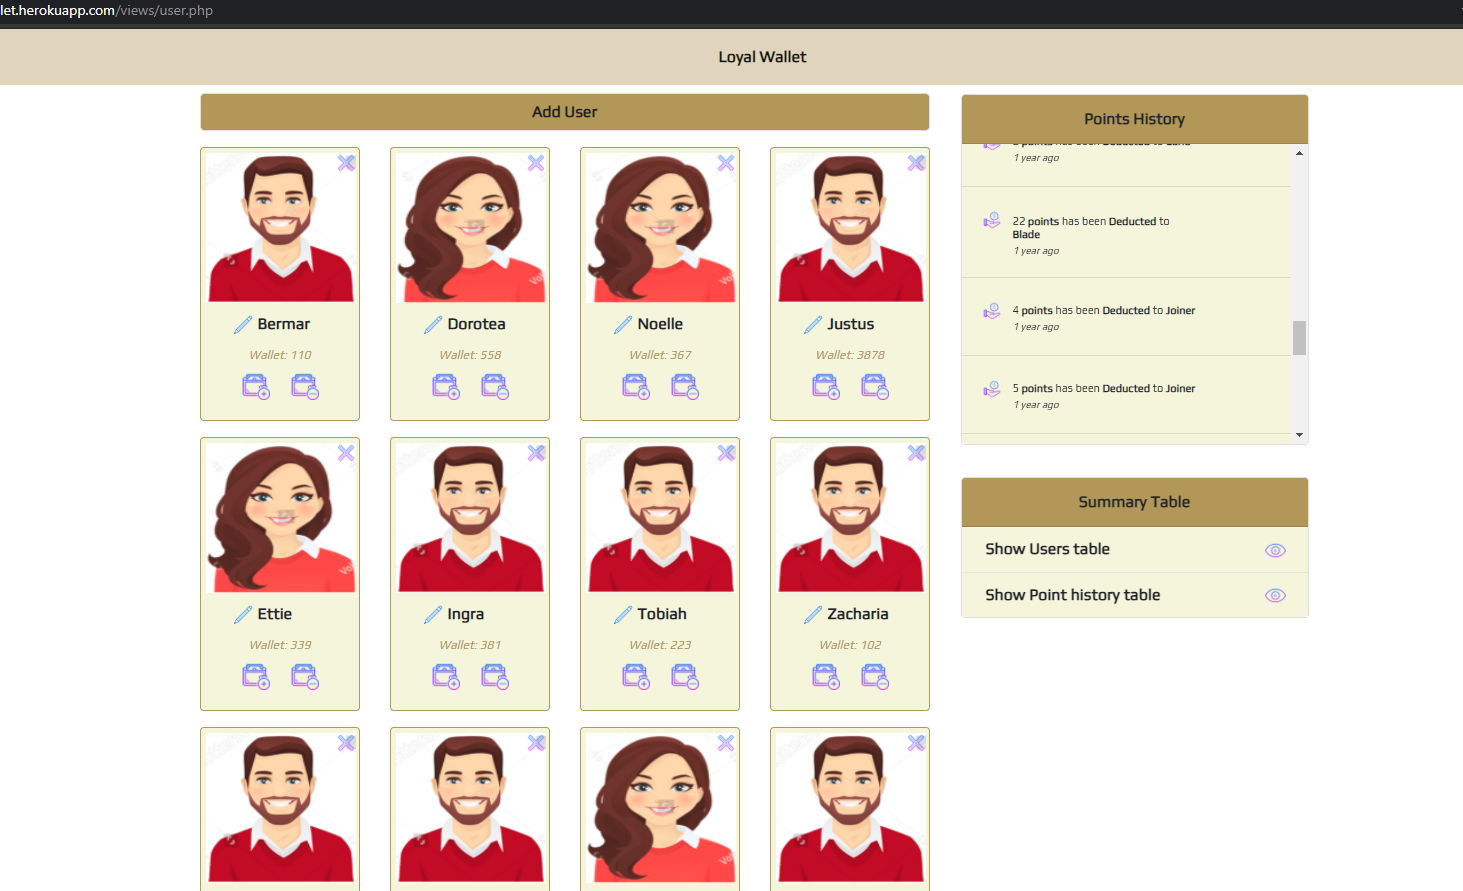 let.herokuapp.com/views/user.php
Loyal Wallet
Add User
Bermar
Wallet: 110
Dorotea
Wallet: 558
Noelle
Wallet: 367
Justus
Wallet: 3878
Ettie
Wallet: 339
Ingra
Wallet: 381
Tobiah
Wallet: 223
Zacharia
Wallet: 102
Points History
1 year ago
22 points has been Deducted to
Blade
1 year ago
4 points has been Deducted to Joiner
1 year ago
5 points has been Deducted to Joiner
1 year ago
Summary Table
Show Users table
Show Point history table